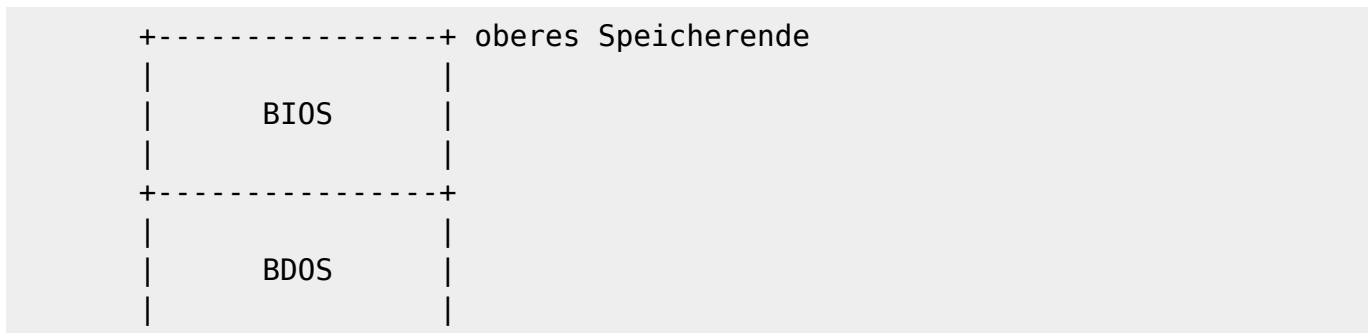 +----------------+ oberes Speicherende
|                |
|      BIOS      |
|                |
+----------------+
|                |
|      BDOS      |
|                |